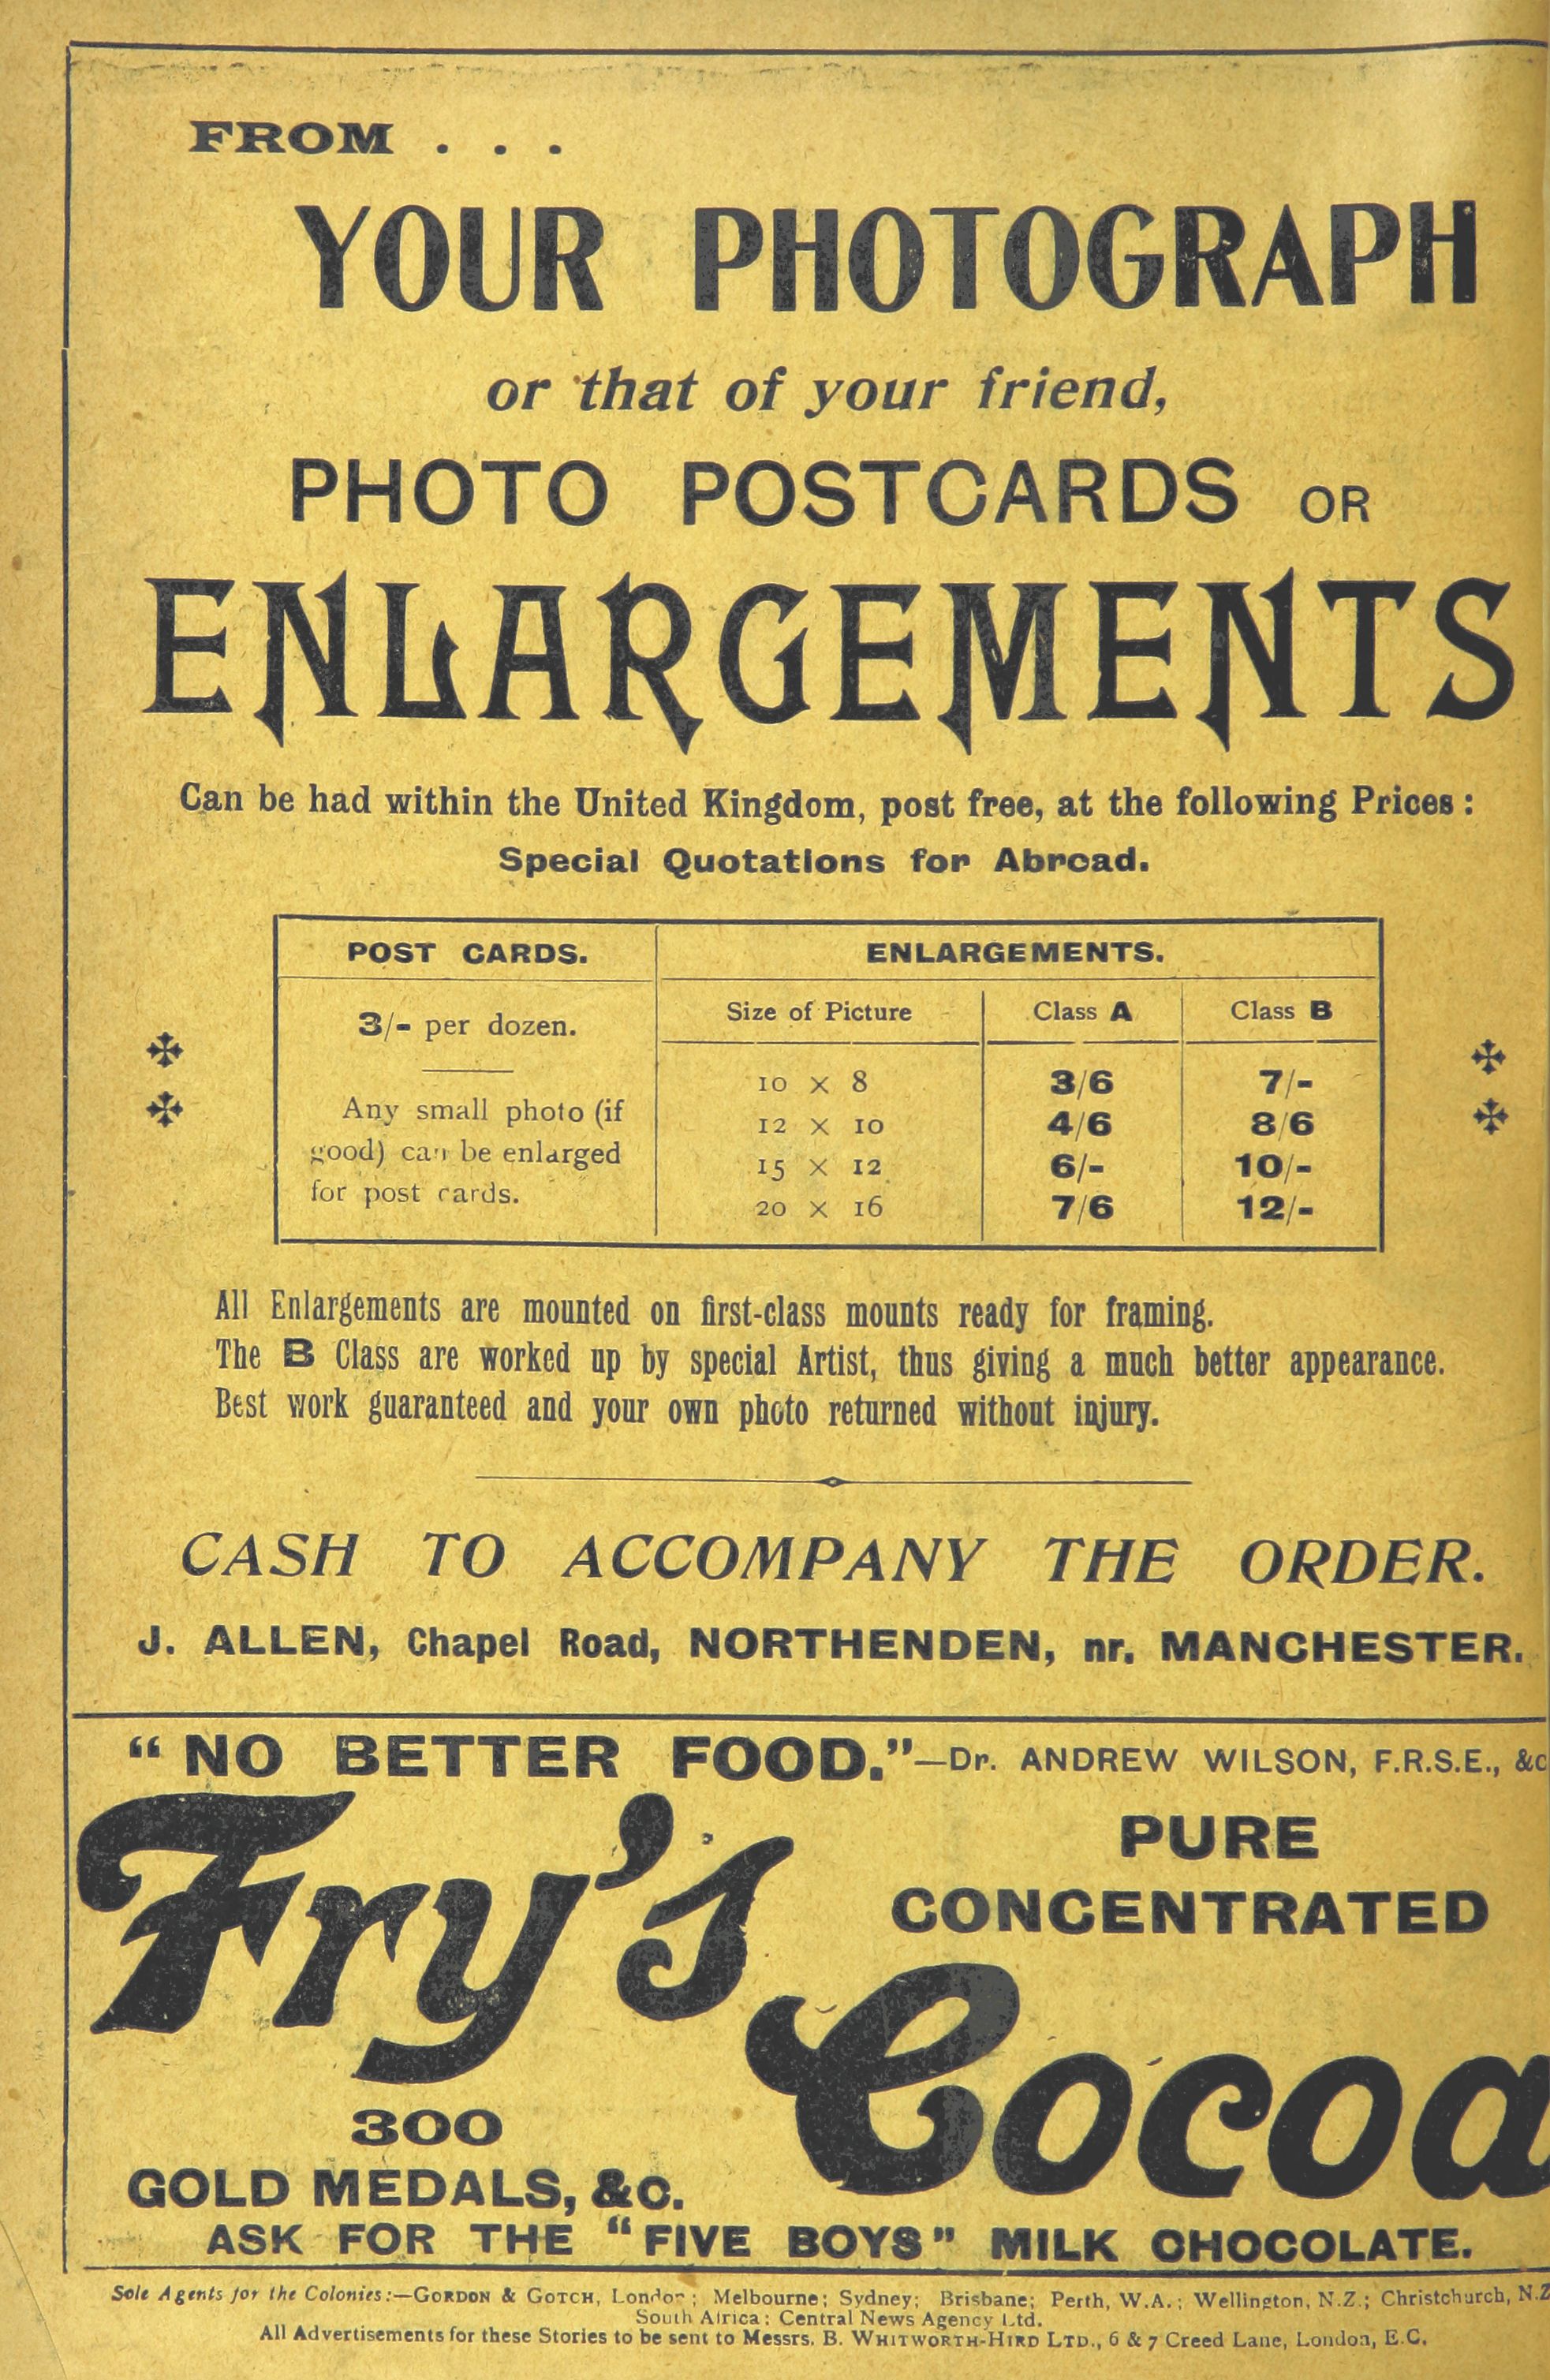 FROM . . .
YOUR PHOTOGRAPH
or that of your friend,
PHOTO POSTCARDS OR
ENLARGEMENTS
Can be had within the United Kingdom, post free, at the following Prices:
Special Quotations for Abroad.
POST CARDS.
3/- per dozen.
Any small photo (if
good) can be enlarged
for post cards.
ENLARGEMENTS.
Size of Picture Class A Class B
10 × 8 3/6 7/-
12 × 10 4/6 8/6
15 × 12 6/- 10/-
20 × 16 7/6 12/-
All Enlargements are mounted on first-class mounts ready for framing.
The B Class are worked up by special Artist, thus giving a much better appearance.
Best work guaranteed and your own photo returned without injury.
CASH TO ACCOMPANY THE ORDER.
J. ALLEN, Chapel Road, NORTHENDEN, nr. MANCHESTER.
“NO BETTER FOOD.”—Dr. ANDREW WILSON, F.R.S.E., &c
Fry's
PURE
CONCENTRATED
Cocoa
300
GOLD MEDALS, &c.
ASK FOR THE “FIVE BOYS” MILK CHOCOLATE.
Sole Agents for the Colonies:—GORDON & GOTCH, London; Melbourne; Sydney; Brisbane; Perth, W.A.; Wellington, N.Z.; Christchurch, N.Z
South Africa: Central News Agency Ltd.
All Advertisements for these Stories to be sent to Messrs. B. WHITWORTH-HIRD LTD., 6 & 7 Creed Lane, London, E.C.